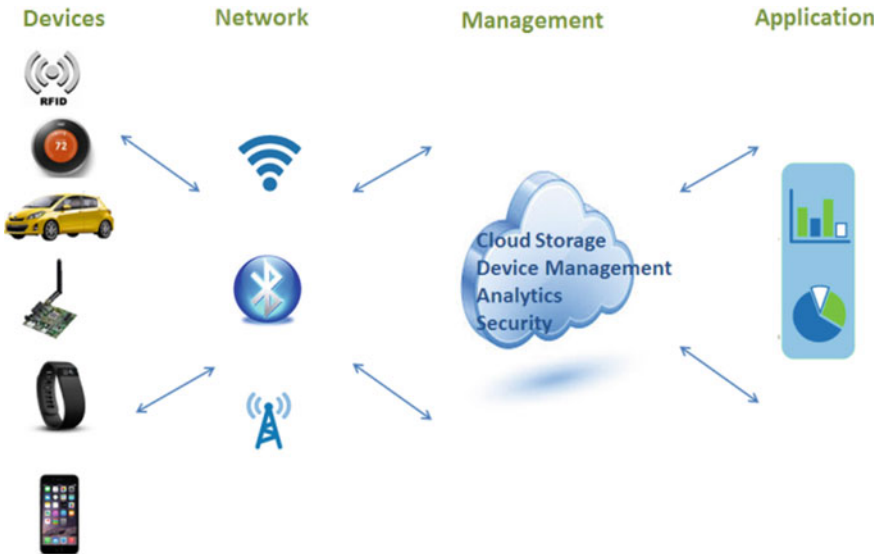 Devices
Network
Management
Application
RFID
72
Cloud Storage
Device Management
Analytics
Security